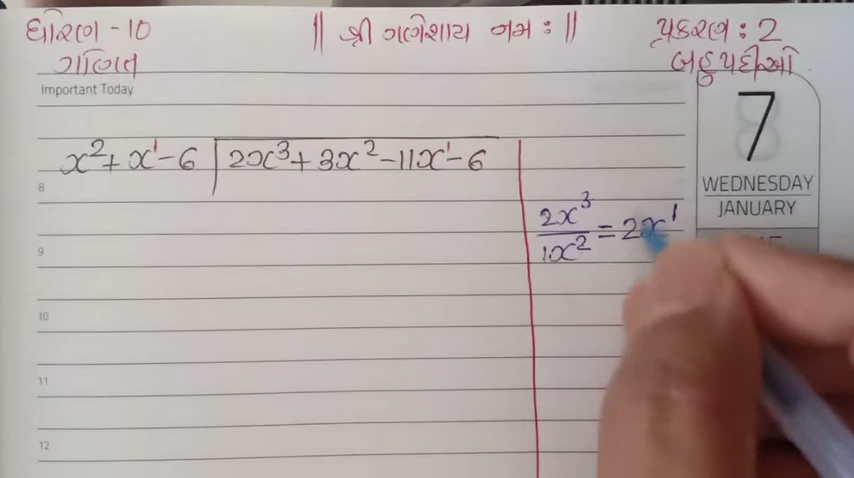 ધોરણ -10
|| શ્રી ગણેશાય નમઃ ||
પ્રકરણ : 2
ગણિત
બહુપદીઓ
Important Today
7
x² + x¹ - 6 | 2x³ + 3x² - 11x¹ - 6
8
WEDNESDAY
JANUARY
2x³/1x² = 2x¹
9
10
11
12